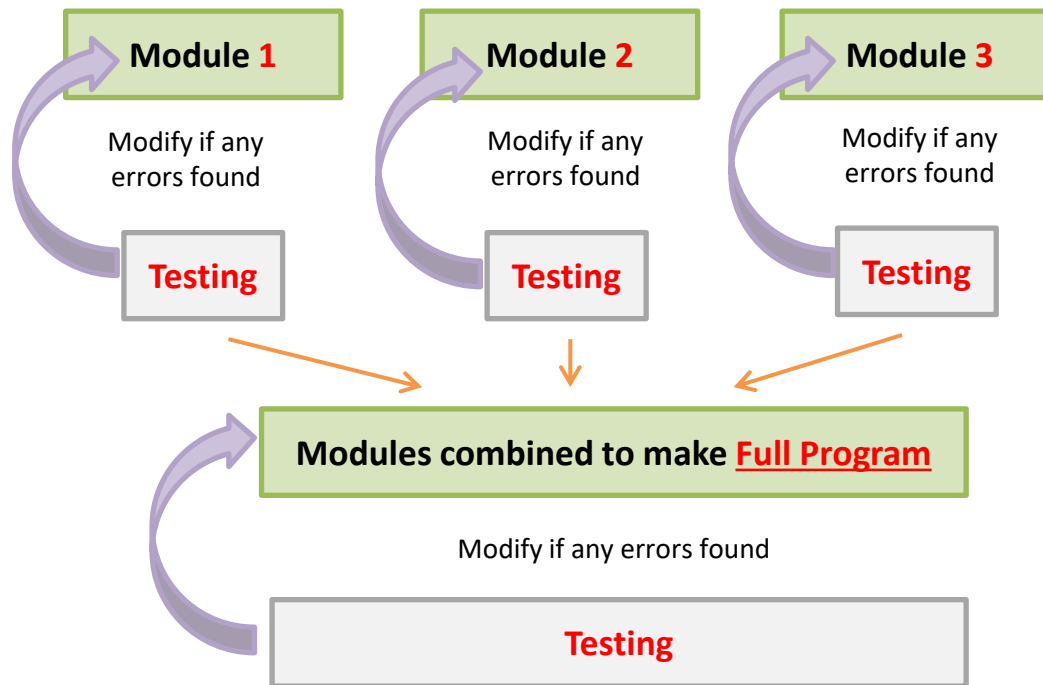 Module 1
Module 2
Module 3
Modify if any
errors found
Modify if any
errors found
Modify if any
errors found
Testing
Testing
Testing
Modules combined to make Full Program
Modify if any errors found
Testing